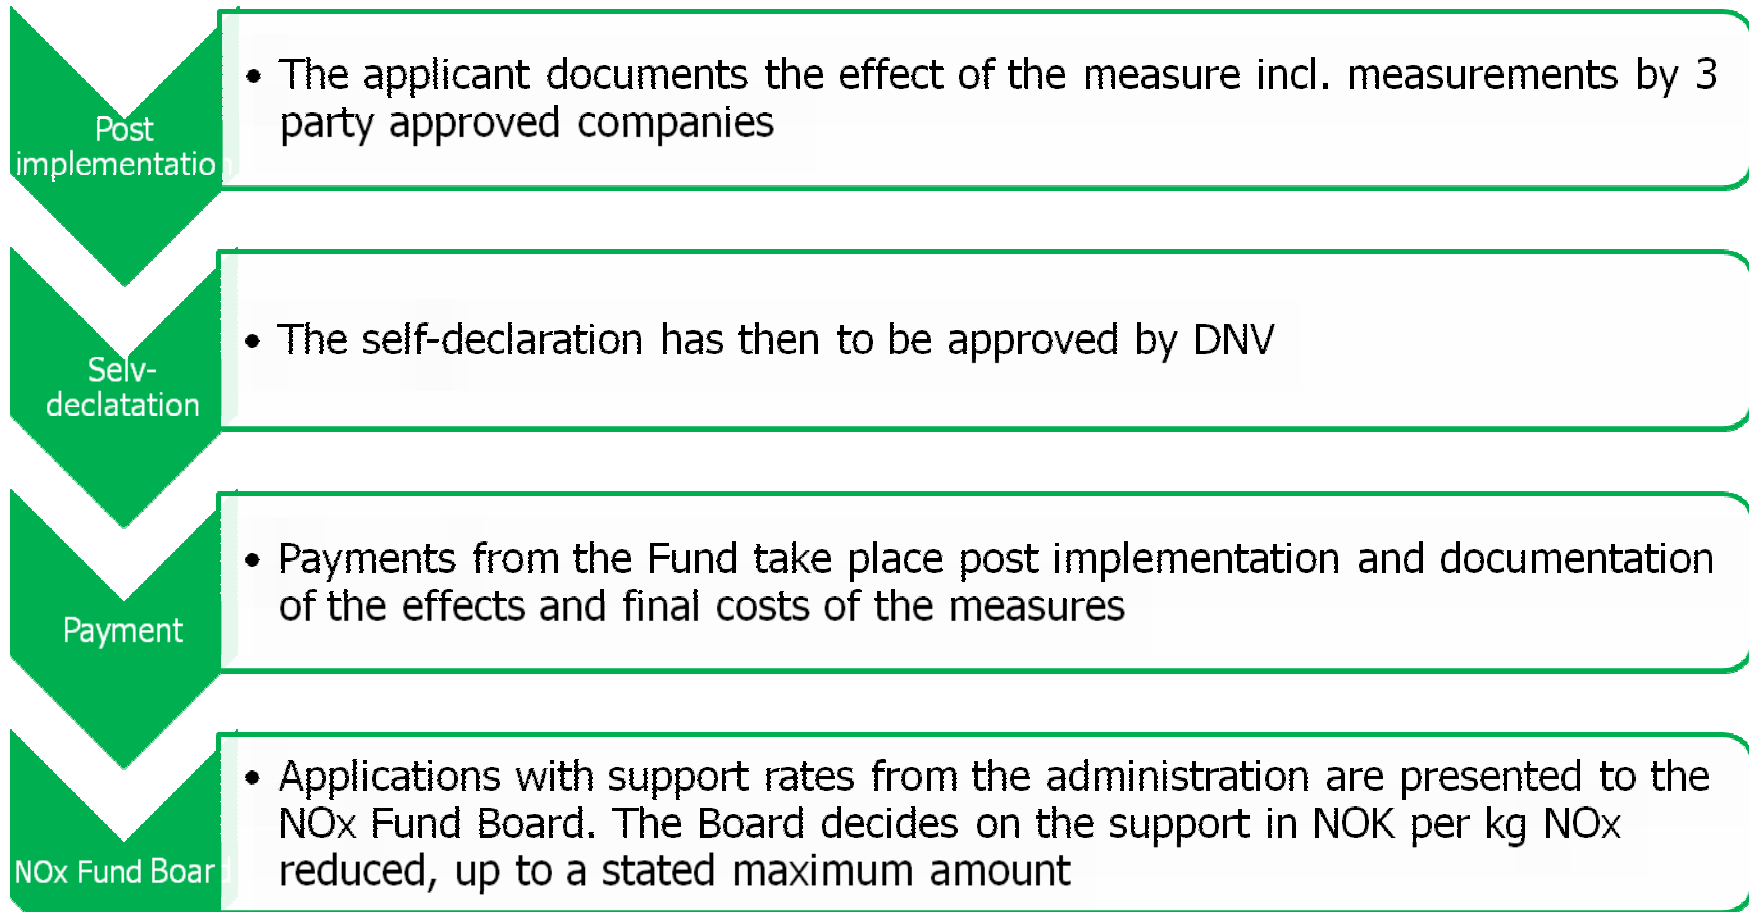 Post
implementation
• The applicant documents the effect of the measure incl. measurements by 3
party approved companies
Selv-
declatation
• The self-declaration has then to be approved by DNV
Payment
• Payments from the Fund take place post implementation and documentation
of the effects and final costs of the measures
NOx Fund Board
• Applications with support rates from the administration are presented to the
NOx Fund Board. The Board decides on the support in NOK per kg NOx
reduced, up to a stated maximum amount